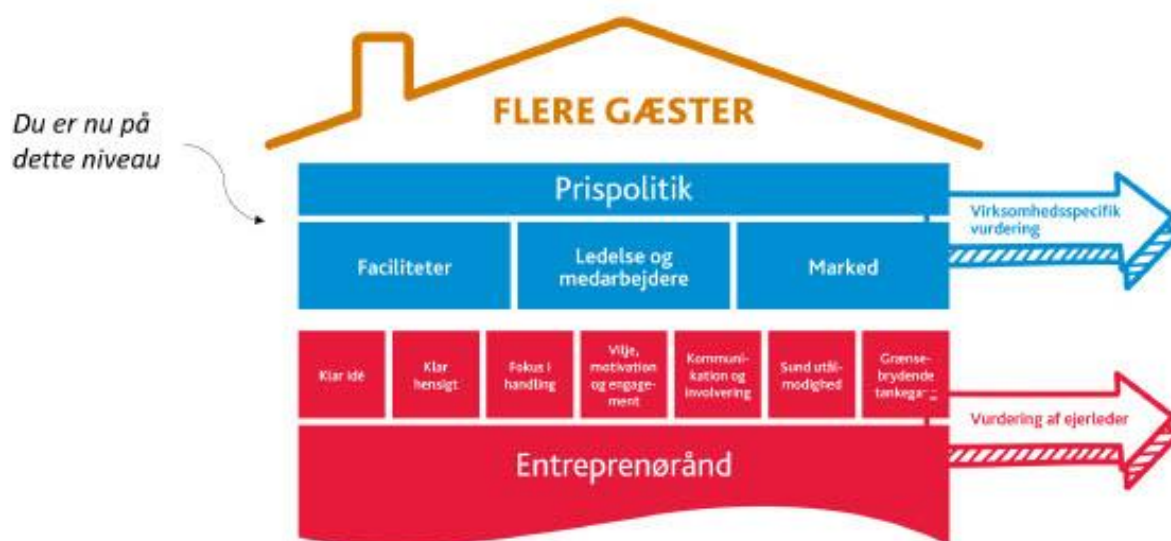 FLERE GÆSTER
Du er nu på
dette niveau
Prispolitik
Virksomhedsspecifik
vurdering
Faciliteter
Ledelse og
medarbejdere
Marked
Klar idé
Klar
hensigt
Fokus i
handling
Vilje,
motivation
og engage-
ment
Kommuni-
kation og
involvering
Sund utål-
modighed
Grænse-
brydende
Vurdering af ejerleder
Entreprenørånd